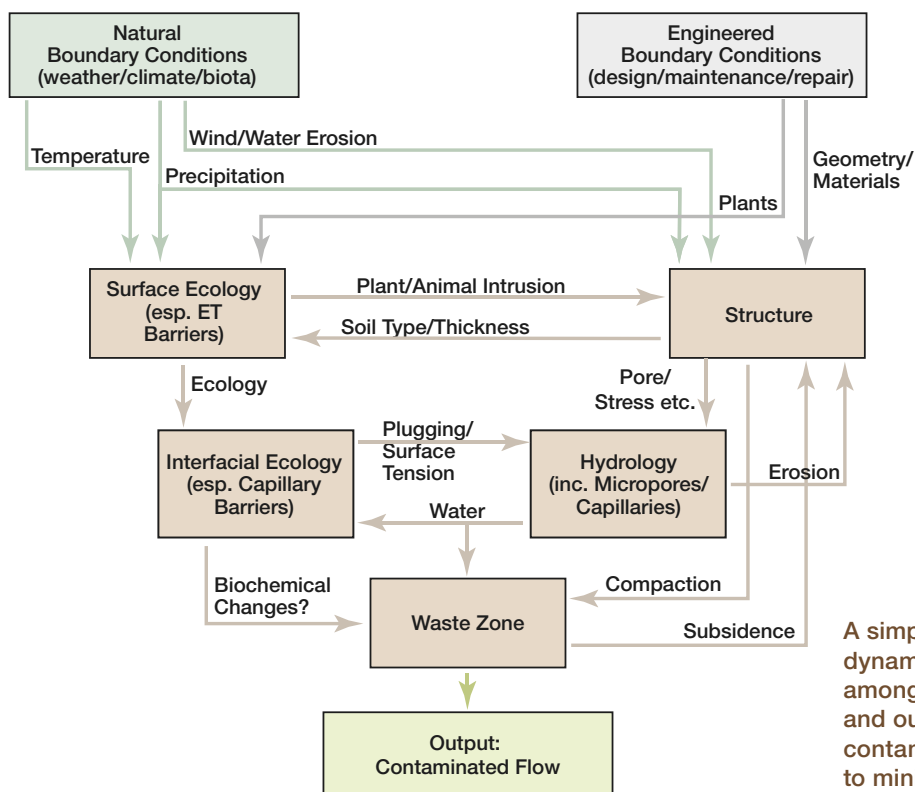 Natural
Boundary Conditions
(weather/climate/biota)
Engineered
Boundary Conditions
(design/maintenance/repair)
Wind/Water Erosion
Temperature
Precipitation
Geometry/
Materials
Plants
Surface Ecology
(esp. ET
Barriers)
Plant/Animal Intrusion
Soil Type/Thickness
Structure
Ecology
Pore/
Stress etc.
Plugging/
Surface
Tension
Interfacial Ecology
(esp. Capillary
Barriers)
Hydrology
(inc. Micropores/
Capillaries)
Erosion
Water
Biochemical
Changes?
Compaction
Waste Zone
Subsidence
Output:
Contaminated Flow
A simp
dynam
among
and ou
contar
to min